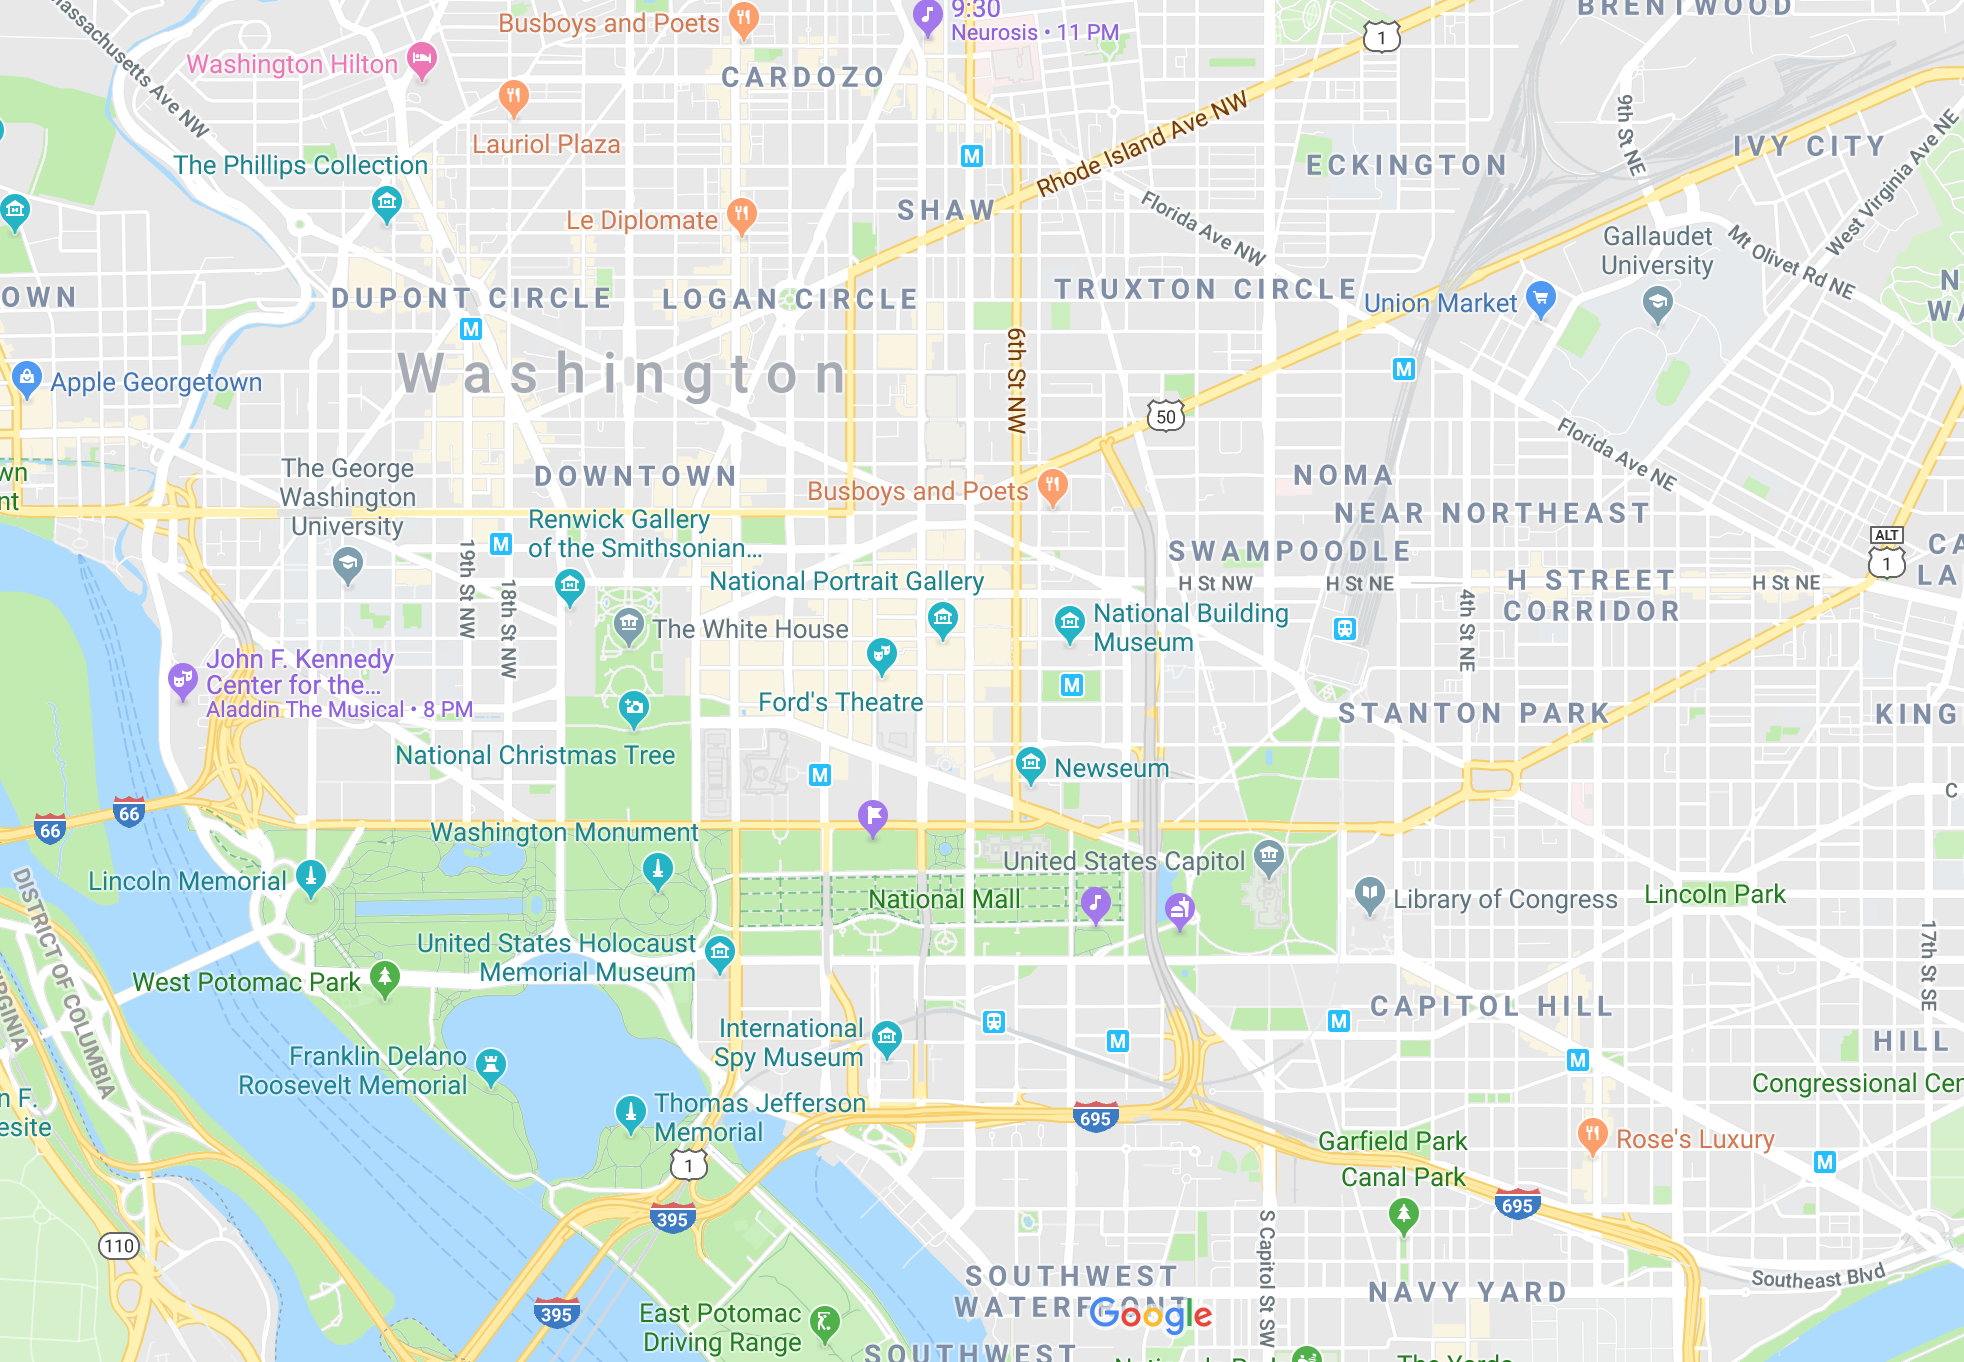 BRENTWOOD
Busboys and Poets
9:30
Neurosis • 11 PM
1
Massachusetts Ave NW
Washington Hilton
CARDOZO
Rhode Island Ave NW
9th St NE
IVY CITY
West Virginia Ave NE
Lauriol Plaza
M
ECKINGTON
The Phillips Collection
Le Diplomate
SHAW
Florida Ave NW
Gallaudet
University
Mt Olivet Rd NE
OWN
DUPONT CIRCLE
LOGAN CIRCLE
TRUXTON CIRCLE
Union Market
N
WA
M
Washington
6th St NW
M
Apple Georgetown
50
Florida Ave NE
wn
nt
The George
Washington
University
DOWNTOWN
Busboys and Poets
NOMA
NEAR NORTHEAST
SWAMPOODLE
ALT
1
CA
LA
M
Renwick Gallery
of the Smithsonian...
19th St NW
18th St NW
National Portrait Gallery
H St NW
H St NE
H STREET
CORRIDOR
H St NE
4th St NE
The White House
National Building
Museum
John F. Kennedy
Center for the...
Aladdin The Musical • 8 PM
Ford's Theatre
M
STANTON PARK
KING
National Christmas Tree
M
Newseum
C
66
66
Washington Monument
Lincoln Memorial
United States Capitol
National Mall
Library of Congress
Lincoln Park
DISTRICT OF COLUMBIA
VIRGINIA
United States Holocaust
Memorial Museum
West Potomac Park
17th St SE
CAPITOL HILL
International
Spy Museum
M
M
M
HILL
Franklin Delano
Roosevelt Memorial
Congressional Cer
n F.
esite
Thomas Jefferson
Memorial
695
Garfield Park
Rose's Luxury
M
1
Canal Park
395
695
110
S Capitol St SW
SOUTHWEST
WATERFRONT
Google
NAVY YARD
Southeast Blvd
395
East Potomac
Driving Range
SOUTHWEST